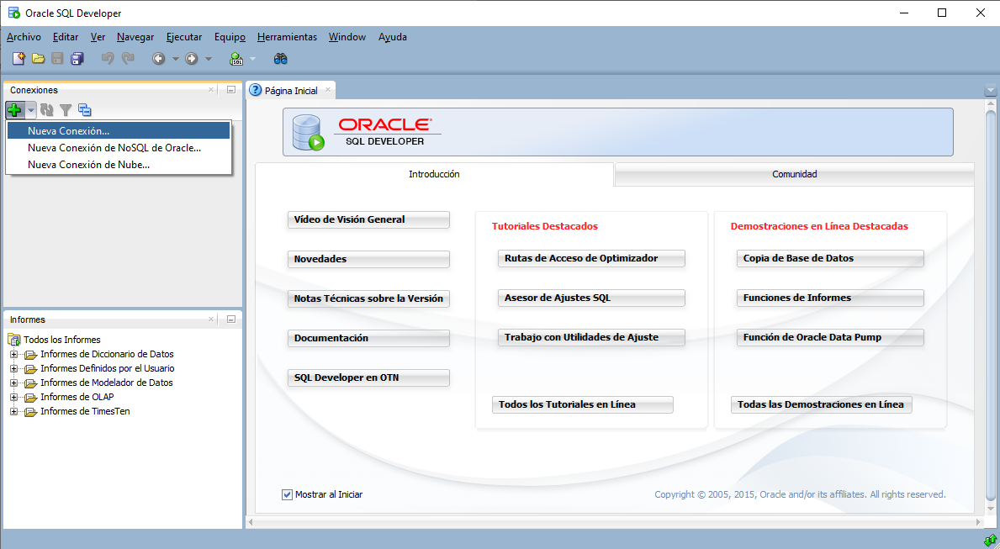 Oracle SQL Developer
Archivo Editar Ver Navegar Ejecutar Equipo Herramientas Window Ayuda
SQL
Conexiones
Nueva Conexión...
Nueva Conexión de NoSQL de Oracle...
Nueva Conexión de Nube...
Informes
Todos los Informes
Informes de Diccionario de Datos
Informes Definidos por el Usuario
Informes de Modelador de Datos
Informes de OLAP
Informes de TimesTen
Página Inicial
ORACLE
SQL DEVELOPER
Introducción Comunidad
Vídeo de Visión General
Novedades
Notas Técnicas sobre la Versión
Documentación
SQL Developer en OTN
Tutoriales Destacados
Rutas de Acceso de Optimizador
Asesor de Ajustes SQL
Trabajo con Utilidades de Ajuste
Todos los Tutoriales en Línea
Demostraciones en Línea Destacadas
Copia de Base de Datos
Funciones de Informes
Función de Oracle Data Pump
Todas las Demostraciones en Línea
Mostrar al Iniciar
Copyright © 2005, 2015, Oracle and/or its affiliates. All rights reserved.